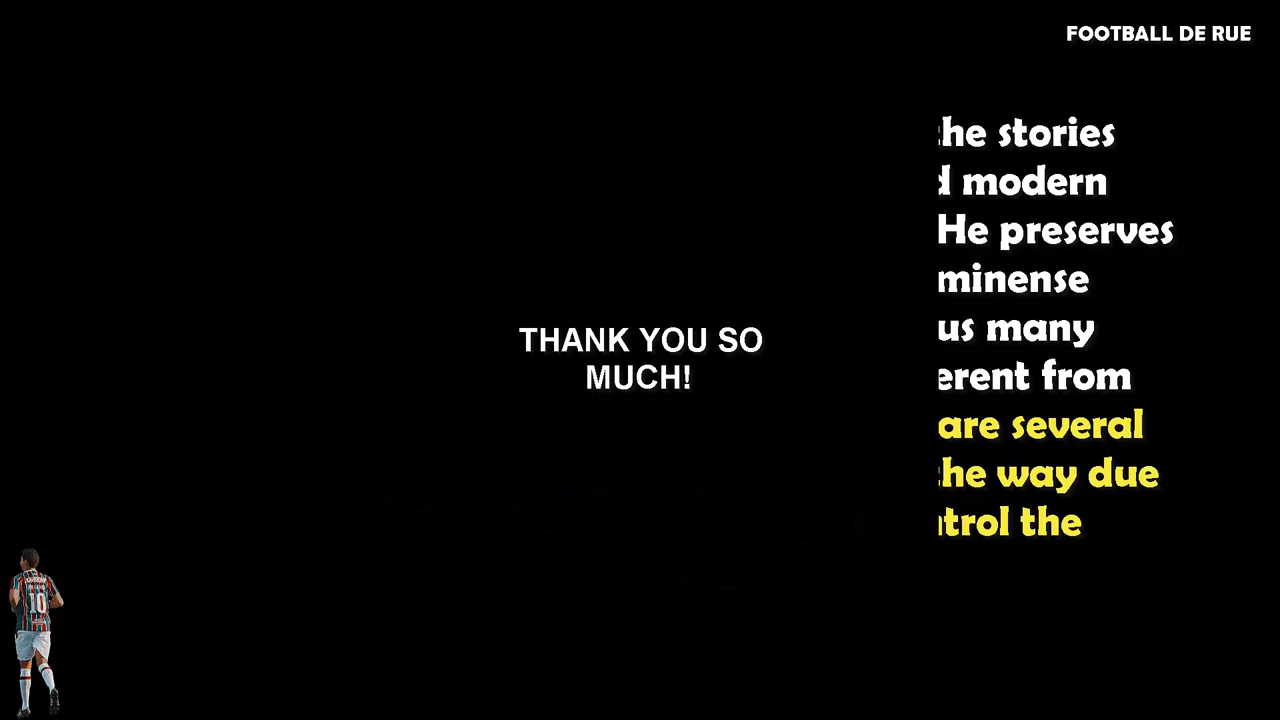 FOOTBALL DE RUE
he stories
modern
He preserves
minense
us many
erent from
are several
he way due
trol the
THANK YOU SO
MUCH!
10